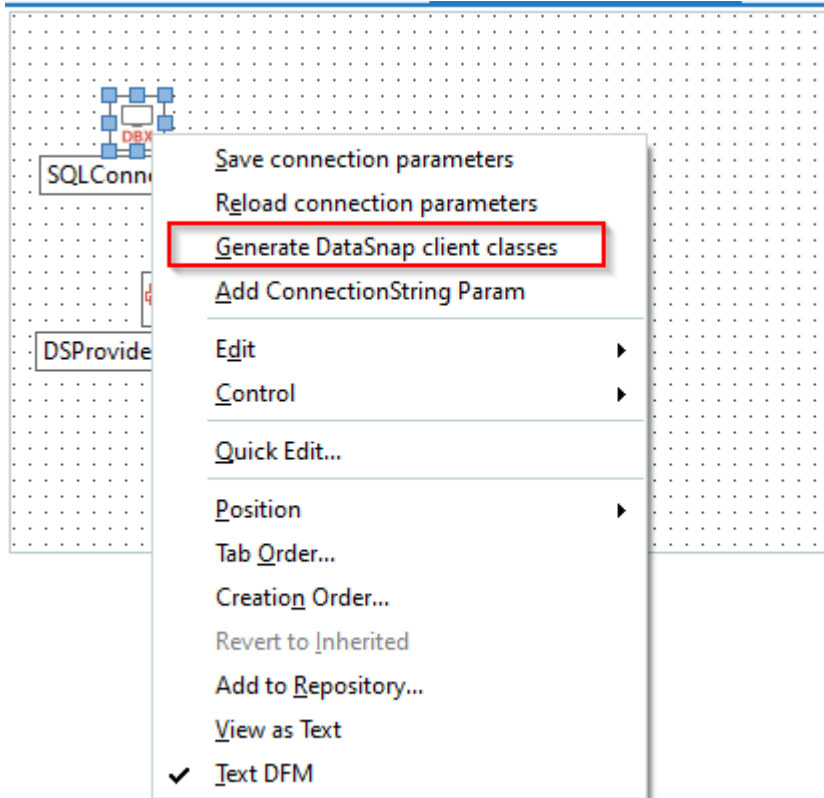 DBX
SQLConne
Save connection parameters
Reload connection parameters
Generate DataSnap client classes
Add ConnectionString Param
DSProvide
Edit
Control
Quick Edit...
Position
Tab Order...
Creation Order...
Revert to Inherited
Add to Repository...
View as Text
Text DFM